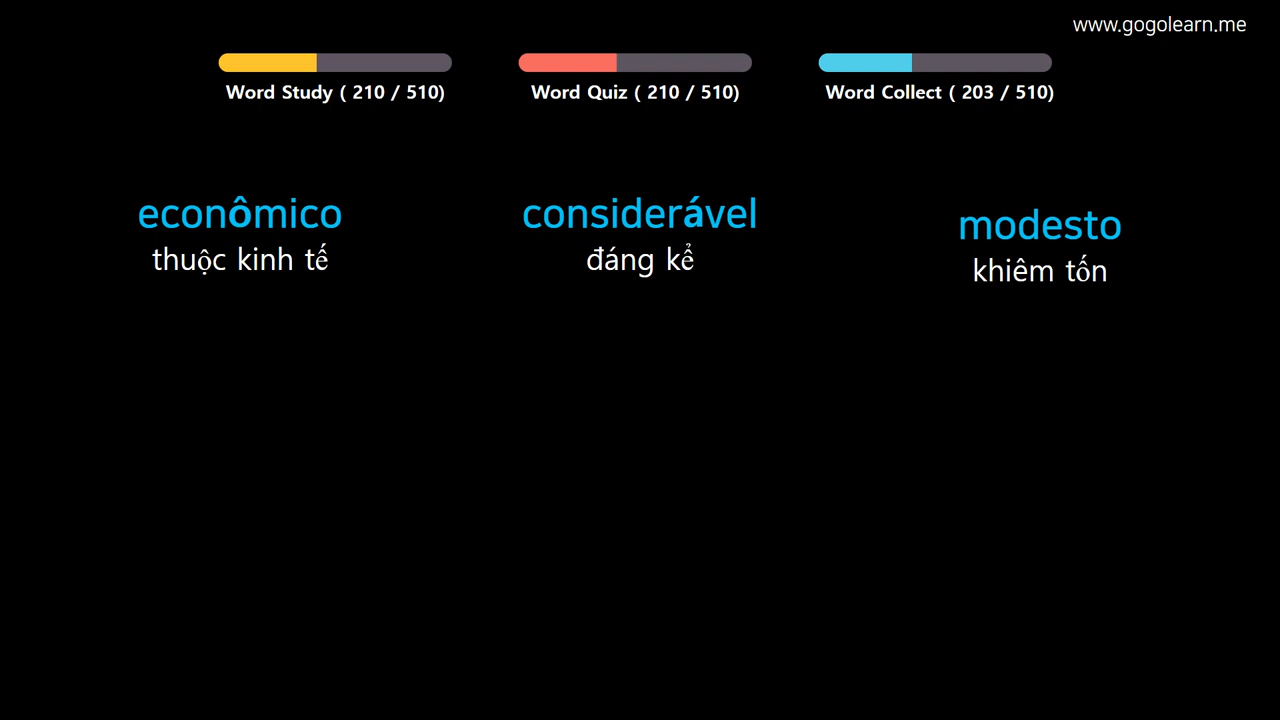 www.gogolearn.me
Word Study ( 210 / 510)
Word Quiz ( 210 / 510)
Word Collect ( 203 / 510)
econômico
thuộc kinh tế
considerável
đáng kể
modesto
khiêm tốn